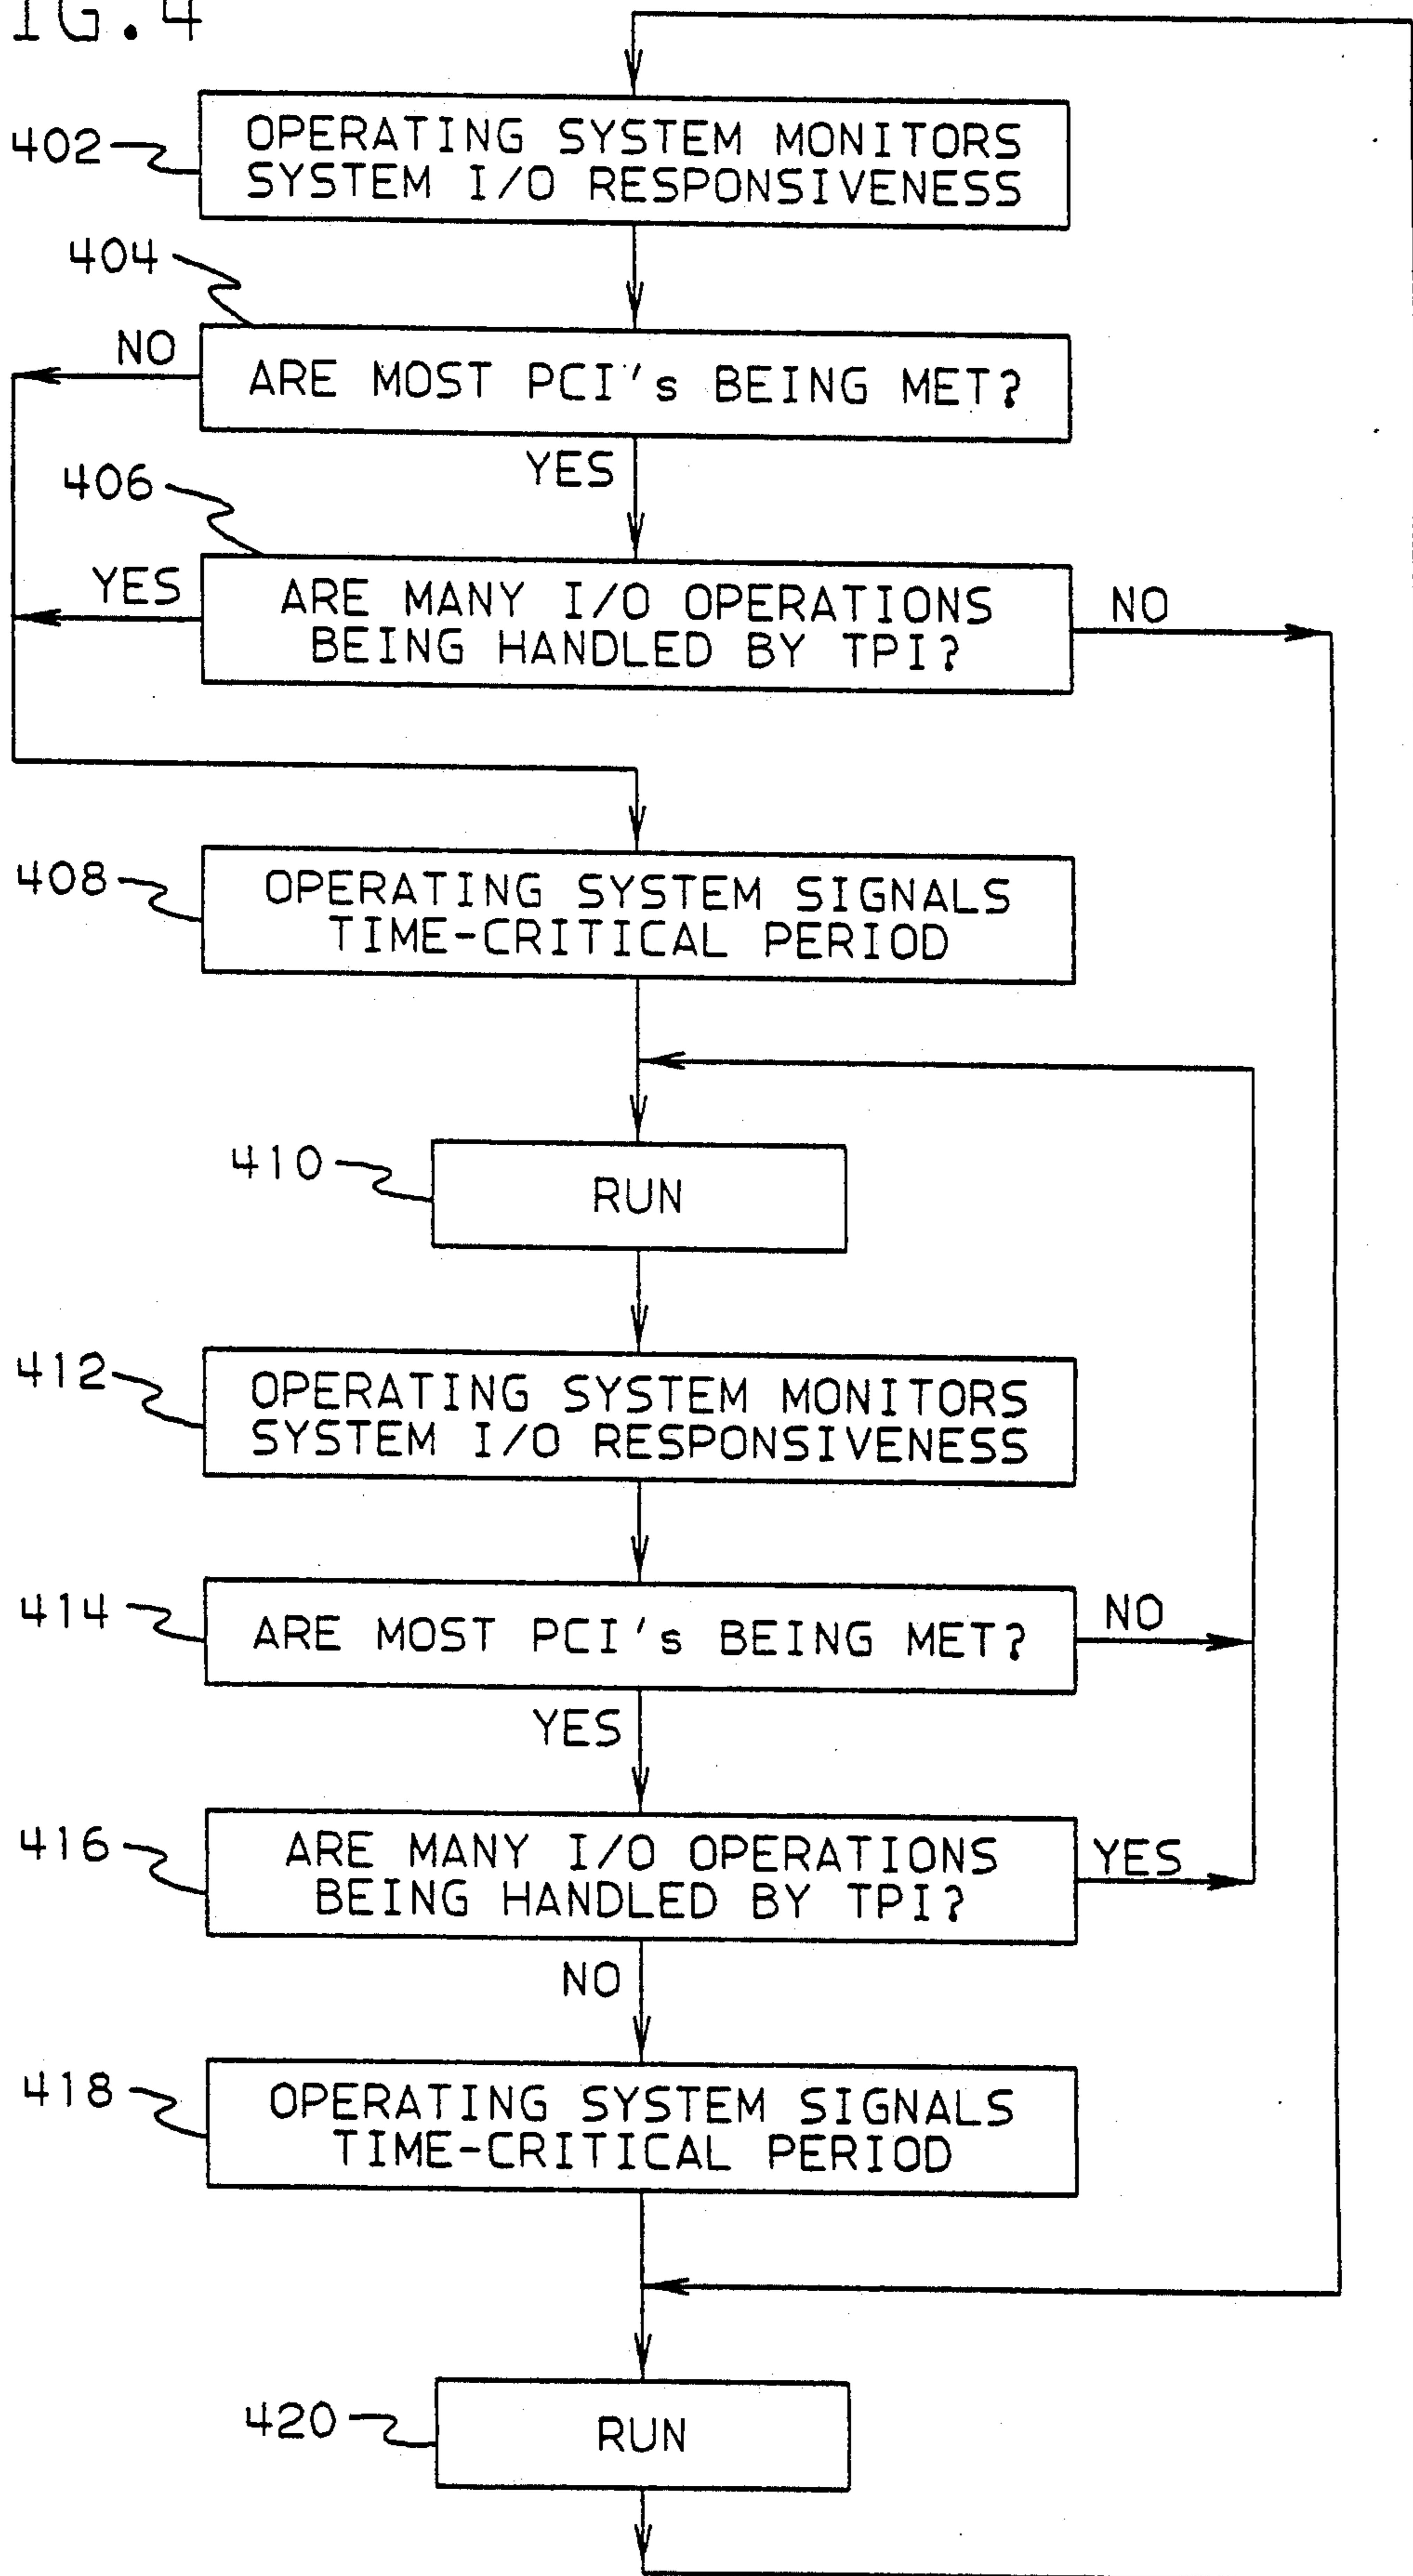 IG. 4
402
OPERATING SYSTEM MONITORS
SYSTEM I/O RESPONSIVENESS
404
NO
ARE MOST PCI's BEING MET?
YES
406
YES
ARE MANY I/O OPERATIONS
BEING HANDLED BY TPI?
NO
408
OPERATING SYSTEM SIGNALS
TIME-CRITICAL PERIOD
410
RUN
412
OPERATING SYSTEM MONITORS
SYSTEM I/O RESPONSIVENESS
414
ARE MOST PCI's BEING MET?
NO
YES
416
ARE MANY I/O OPERATIONS
BEING HANDLED BY TPI?
YES
NO
418
OPERATING SYSTEM SIGNALS
TIME-CRITICAL PERIOD
420
RUN